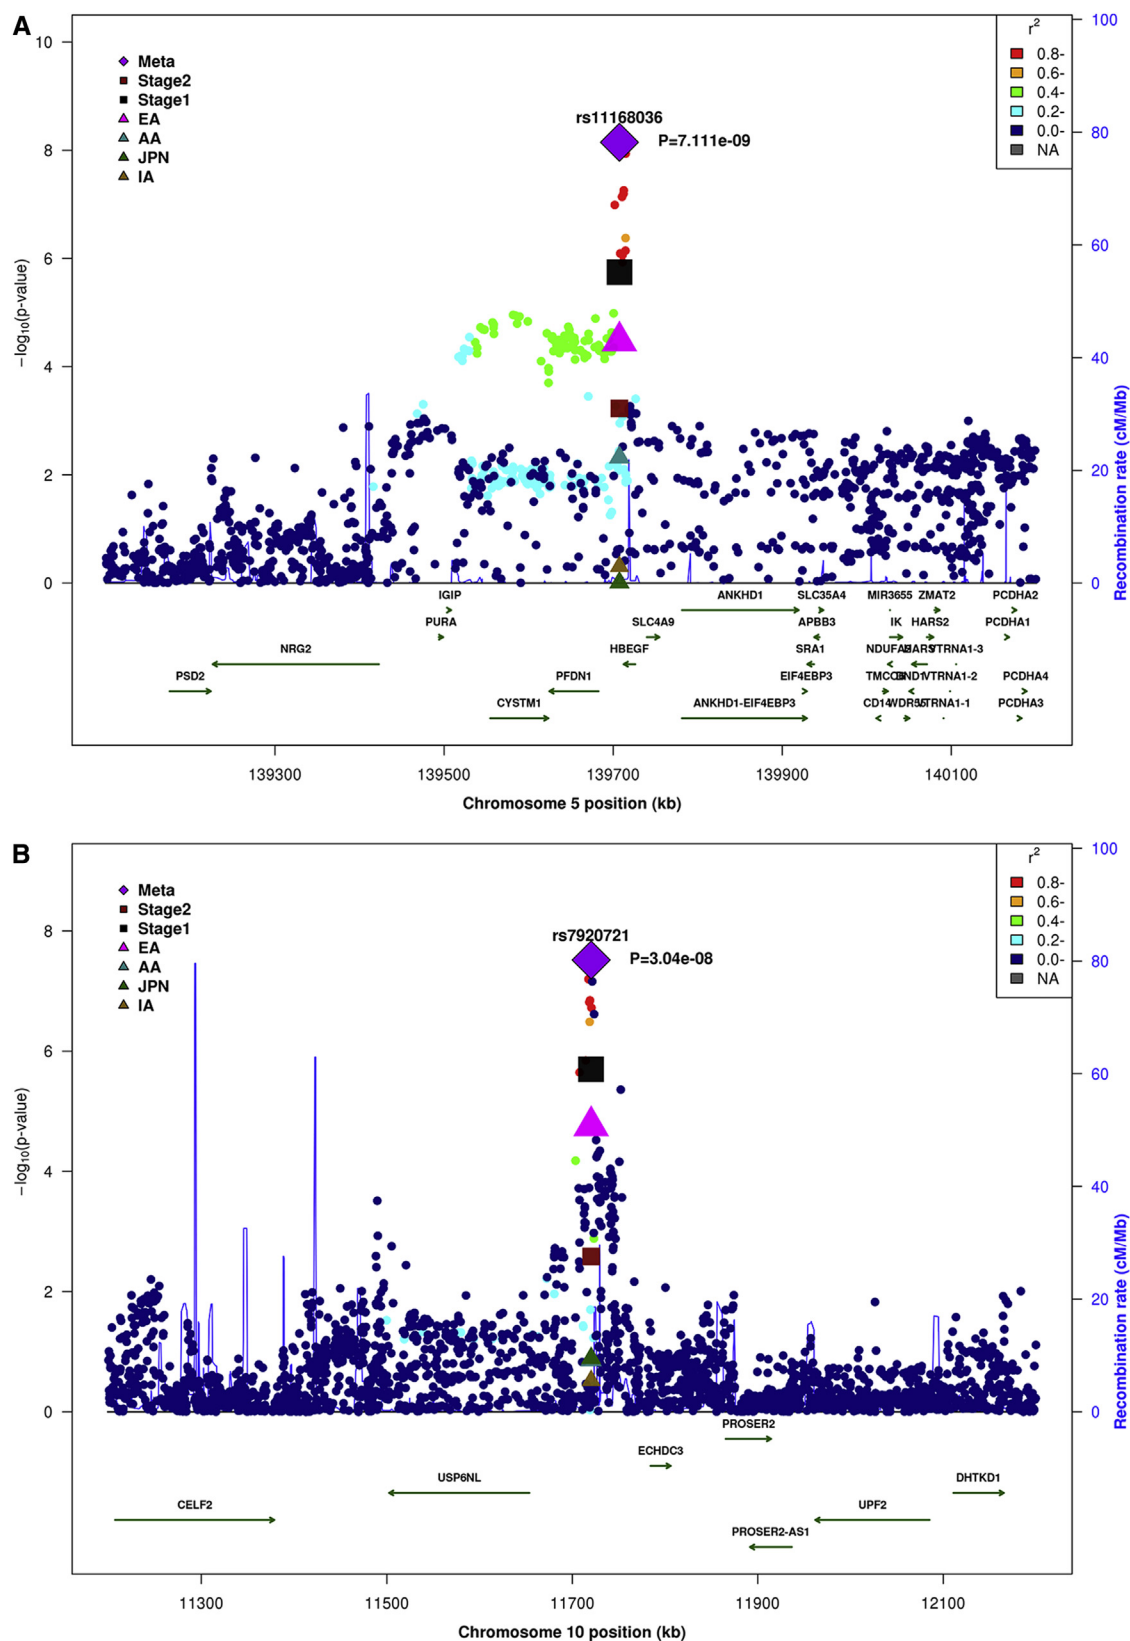 A
10
8
6
4
2
0
−log10(p-value)
Meta
Stage2
Stage1
EA
AA
JPN
IA
rs11168036
P=7.111e-09
r2
0.8-
0.6-
0.4-
0.2-
0.0-
NA
100
80
60
40
20
0
Recombination rate (cM/Mb)
IGIP ANKHD1 SLC35A4 MIR3655 ZMAT2 PCDHA2
PURA SLC4A9 APBB3 IK HARS2 PCDHA1
NRG2 HBEGF SRA1 VTRNA1-3
PSD2 PFDN1 EIF4EBP3 VTRNA1-2 PCDHA4
CYSTM1 ANKHD1-EIF4EBP3 CD14 VTRNA1-1 PCDHA3
139300 139500 139700 139900 140100
Chromosome 5 position (kb)
B
8
6
4
2
0
−log10(p-value)
Meta
Stage2
Stage1
EA
AA
JPN
IA
rs7920721
P=3.04e-08
r2
0.8-
0.6-
0.4-
0.2-
0.0-
NA
100
80
60
40
20
0
Recombination rate (cM/Mb)
PROSER2
ECHDC3
USP6NL DHTKD1
CELF2 UPF2
PROSER2-AS1
11300 11500 11700 11900 12100
Chromosome 10 position (kb)